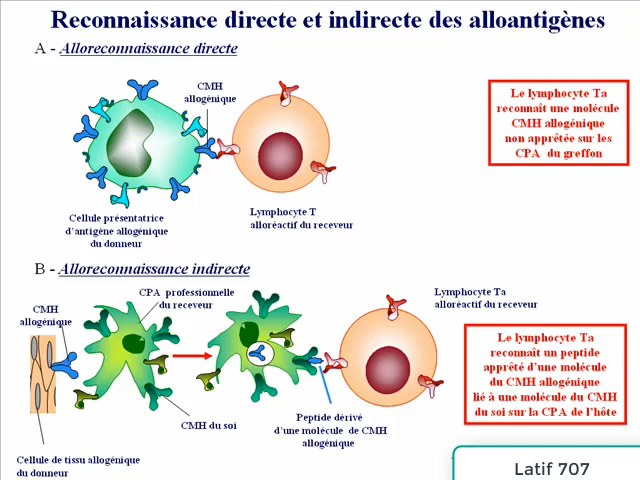 Reconnaissance directe et indirecte des alloantigènes
A - Alloreconnaissance directe
CMH
allogénique
Le lymphocyte Ta
reconnaît une molécule
CMH allogénique
non apprêtée sur les
CPA du greffon
Cellule présentatrice
d'antigène allogénique
du donneur
Lymphocyte T
alloréactif du receveur
B - Alloreconnaissance indirecte
CMH
allogénique
CPA professionnelle
du receveur
Lymphocyte Ta
alloréactif du receveur
Le lymphocyte Ta
reconnaît un peptide
apprêté d'une molécule
du CMH allogénique
lié à une molécule du CMH
du soi sur la CPA de l'hôte
CMH du soi
Peptide dérivé
d'une molécule de CMH
allogénique
Cellule de tissu allogénique
du donneur
Latif 707